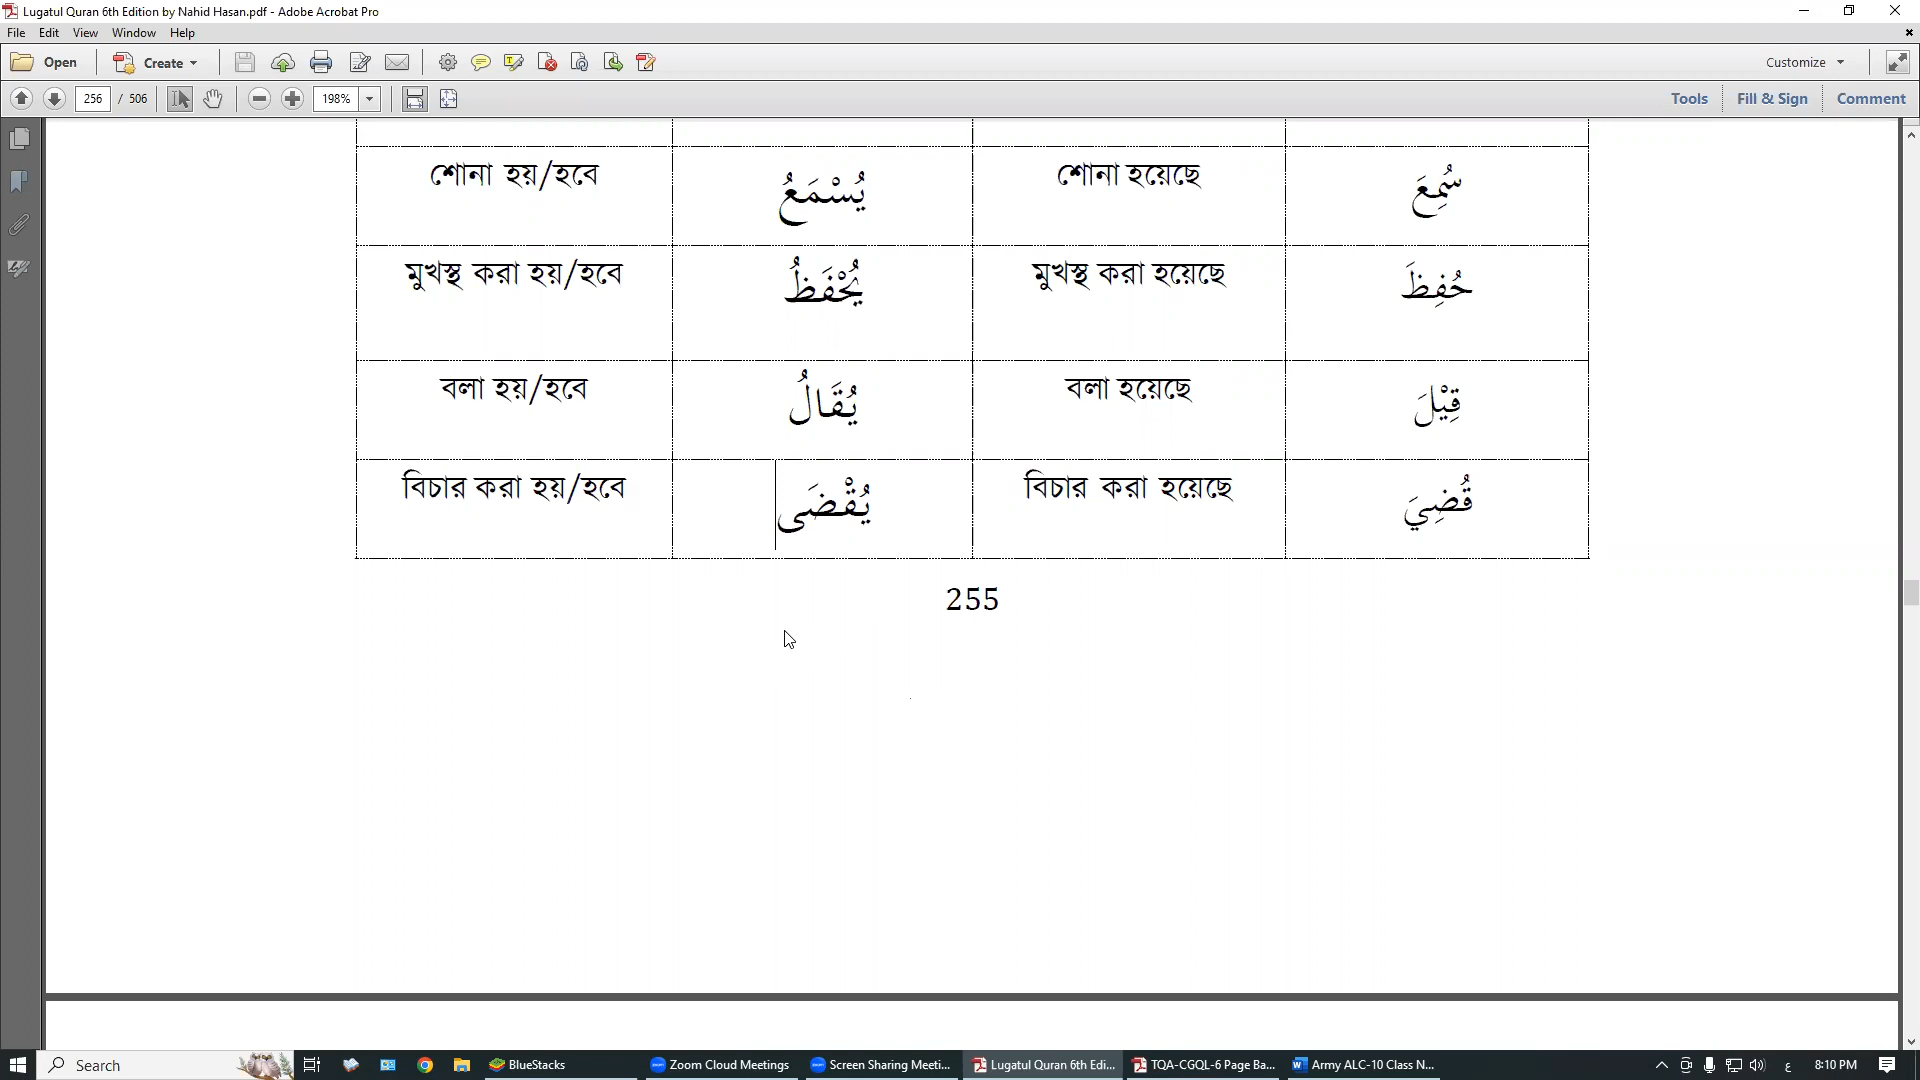 Lugatul Quran 6th Edition by Nahid Hasan.pdf - Adobe Acrobat Pro
File Edit View Window Help
Open Create Customize
256 / 506 198% Tools Fill & Sign Comment
শোনা হয়/হবে يُسْمَعُ শোনা হয়েছে سُمِعَ
মুখস্থ করা হয়/হবে يُحْفَظُ মুখস্থ করা হয়েছে حُفِظَ
বলা হয়/হবে يُقَالُ বলা হয়েছে قِيْلَ
বিচার করা হয়/হবে يُقْضَى বিচার করা হয়েছে قُضِيَ
255
Search BlueStacks Zoom Cloud Meetings Screen Sharing Meeti... Lugatul Quran 6th Edi... TQA-CGQL-6 Page Ba... Army ALC-10 Class N... ع 8:10 PM